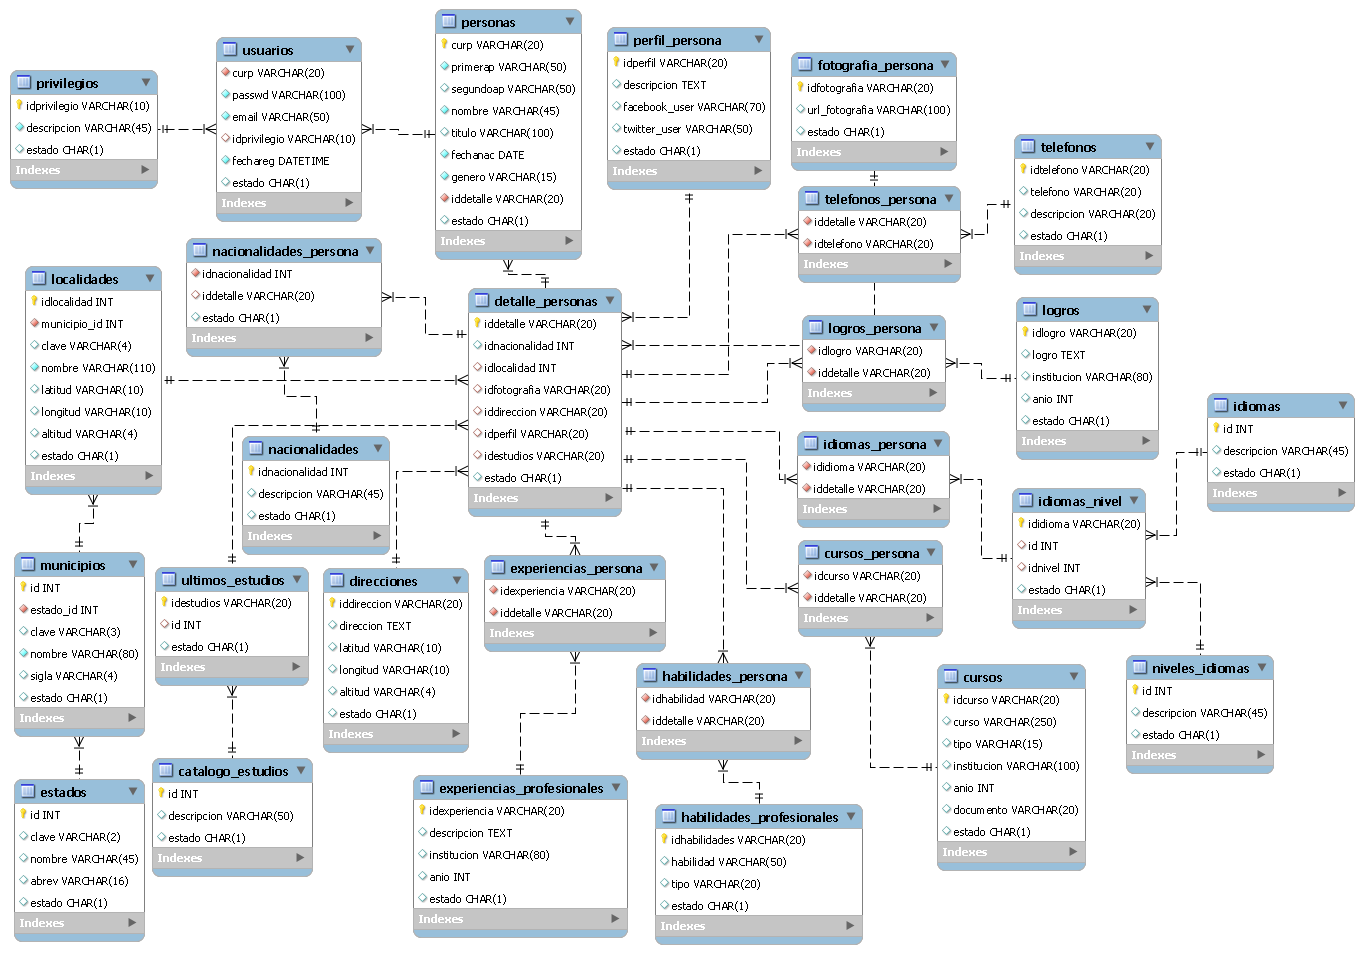 privilegios
idprivilegio VARCHAR(10)
descripcion VARCHAR(45)
estado CHAR(1)
Indexes
usuarios
curp VARCHAR(20)
passwd VARCHAR(100)
email VARCHAR(50)
idprivilegio VARCHAR(10)
fechareg DATETIME
estado CHAR(1)
Indexes
personas
curp VARCHAR(20)
primerap VARCHAR(50)
segundoap VARCHAR(50)
nombre VARCHAR(45)
titulo VARCHAR(100)
fechanac DATE
genero VARCHAR(15)
iddetalle VARCHAR(20)
estado CHAR(1)
Indexes
perfil_persona
idperfil VARCHAR(20)
descripcion TEXT
facebook_user VARCHAR(70)
twitter_user VARCHAR(50)
estado CHAR(1)
Indexes
fotografia_persona
idfotografia VARCHAR(20)
url_fotografia VARCHAR(100)
estado CHAR(1)
Indexes
telefonos
idtelefono VARCHAR(20)
telefono VARCHAR(20)
descripcion VARCHAR(20)
estado CHAR(1)
Indexes
telefonos_persona
iddetalle VARCHAR(20)
idtelefono VARCHAR(20)
Indexes
nacionalidades_persona
idnacionalidad INT
iddetalle VARCHAR(20)
estado CHAR(1)
Indexes
localidades
idlocalidad INT
municipio_id INT
clave VARCHAR(4)
nombre VARCHAR(110)
latitud VARCHAR(10)
longitud VARCHAR(10)
altitud VARCHAR(4)
estado CHAR(1)
Indexes
detalle_personas
iddetalle VARCHAR(20)
idnacionalidad INT
idlocalidad INT
idfotografia VARCHAR(20)
iddireccion VARCHAR(20)
idperfil VARCHAR(20)
idestudios VARCHAR(20)
estado CHAR(1)
Indexes
logros_persona
idlogro VARCHAR(20)
iddetalle VARCHAR(20)
Indexes
logros
idlogro VARCHAR(20)
logro TEXT
institucion VARCHAR(80)
anio INT
estado CHAR(1)
Indexes
idiomas
id INT
descripcion VARCHAR(45)
estado CHAR(1)
Indexes
nacionalidades
idnacionalidad INT
descripcion VARCHAR(45)
estado CHAR(1)
Indexes
idiomas_persona
ididioma VARCHAR(20)
iddetalle VARCHAR(20)
Indexes
idiomas_nivel
ididioma VARCHAR(20)
id INT
idnivel INT
estado CHAR(1)
Indexes
municipios
id INT
estado_id INT
clave VARCHAR(3)
nombre VARCHAR(80)
sigla VARCHAR(4)
estado CHAR(1)
Indexes
ultimos_estudios
idestudios VARCHAR(20)
id INT
estado CHAR(1)
Indexes
direcciones
iddireccion VARCHAR(20)
direccion TEXT
latitud VARCHAR(10)
longitud VARCHAR(10)
altitud VARCHAR(4)
estado CHAR(1)
Indexes
experiencias_persona
idexperiencia VARCHAR(20)
iddetalle VARCHAR(20)
Indexes
cursos_persona
idcurso VARCHAR(20)
iddetalle VARCHAR(20)
Indexes
habilidades_persona
idhabilidad VARCHAR(20)
iddetalle VARCHAR(20)
Indexes
cursos
idcurso VARCHAR(20)
curso VARCHAR(250)
tipo VARCHAR(15)
institucion VARCHAR(100)
anio INT
documento VARCHAR(20)
estado CHAR(1)
Indexes
niveles_idiomas
id INT
descripcion VARCHAR(45)
estado CHAR(1)
Indexes
estados
id INT
clave VARCHAR(2)
nombre VARCHAR(45)
abrev VARCHAR(16)
estado CHAR(1)
Indexes
catalogo_estudios
id INT
descripcion VARCHAR(50)
estado CHAR(1)
Indexes
experiencias_profesionales
idexperiencia VARCHAR(20)
descripcion TEXT
institucion VARCHAR(80)
anio INT
estado CHAR(1)
Indexes
habilidades_profesionales
idhabilidades VARCHAR(20)
habilidad VARCHAR(50)
tipo VARCHAR(20)
estado CHAR(1)
Indexes